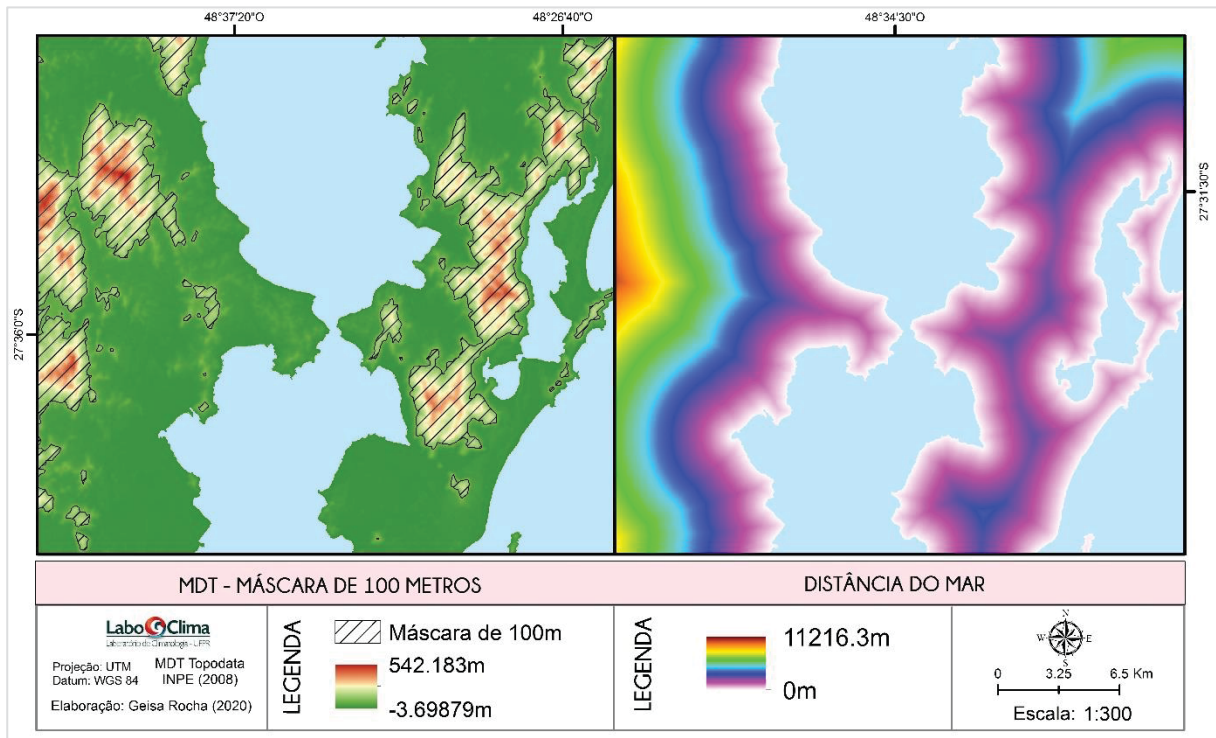 48°37'20"O
48°26'40"O
48°34'30"O
27°36'0"S
27°31'30"S
MDT - MÁSCARA DE 100 METROS
DISTÂNCIA DO MAR
LaboClima
Laboratório de Climatologia - UFPR
Projeção: UTM
Datum: WGS 84
MDT Topodata
INPE (2008)
Elaboração: Geisa Rocha (2020)
LEGENDA
Máscara de 100m
542.183m
-3.69879m
LEGENDA
11216.3m
0m
N
W E
S
0 3.25 6.5 Km
Escala: 1:300